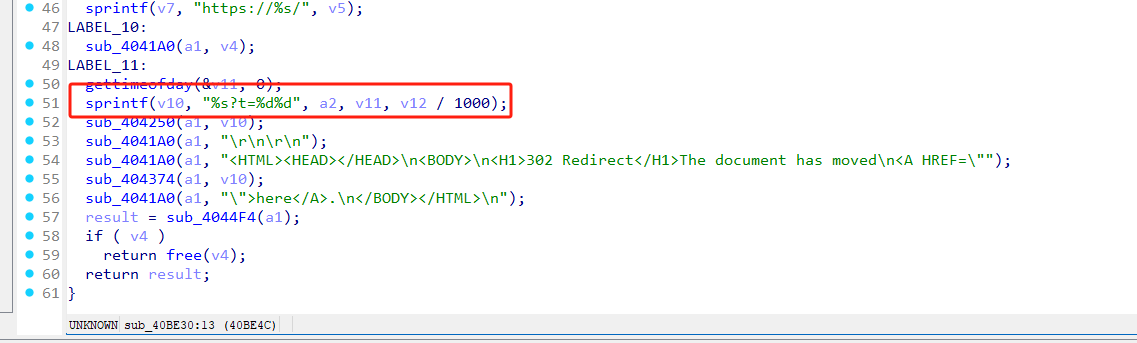 46 sprintf(v7, "https://%s/", v5);
47 LABEL_10:
48 sub_4041A0(a1, v4);
49 LABEL_11:
50 gettimeofday(&v11, 0);
51 sprintf(v10, "%s?t=%d%d", a2, v11, v12 / 1000);
52 sub_404250(a1, v10);
53 sub_4041A0(a1, "\r\n\r\n");
54 sub_4041A0(a1, "<HTML><HEAD></HEAD>\n<BODY>\n<H1>302 Redirect</H1>The document has moved\n<A HREF=\"");
55 sub_404374(a1, v10);
56 sub_4041A0(a1, "\">here</A>.\n</BODY></HTML>\n");
57 result = sub_4044F4(a1);
58 if ( v4 )
59 return free(v4);
60 return result;
61 }
UNKNOWN sub_40BE30:13 (40BE4C)